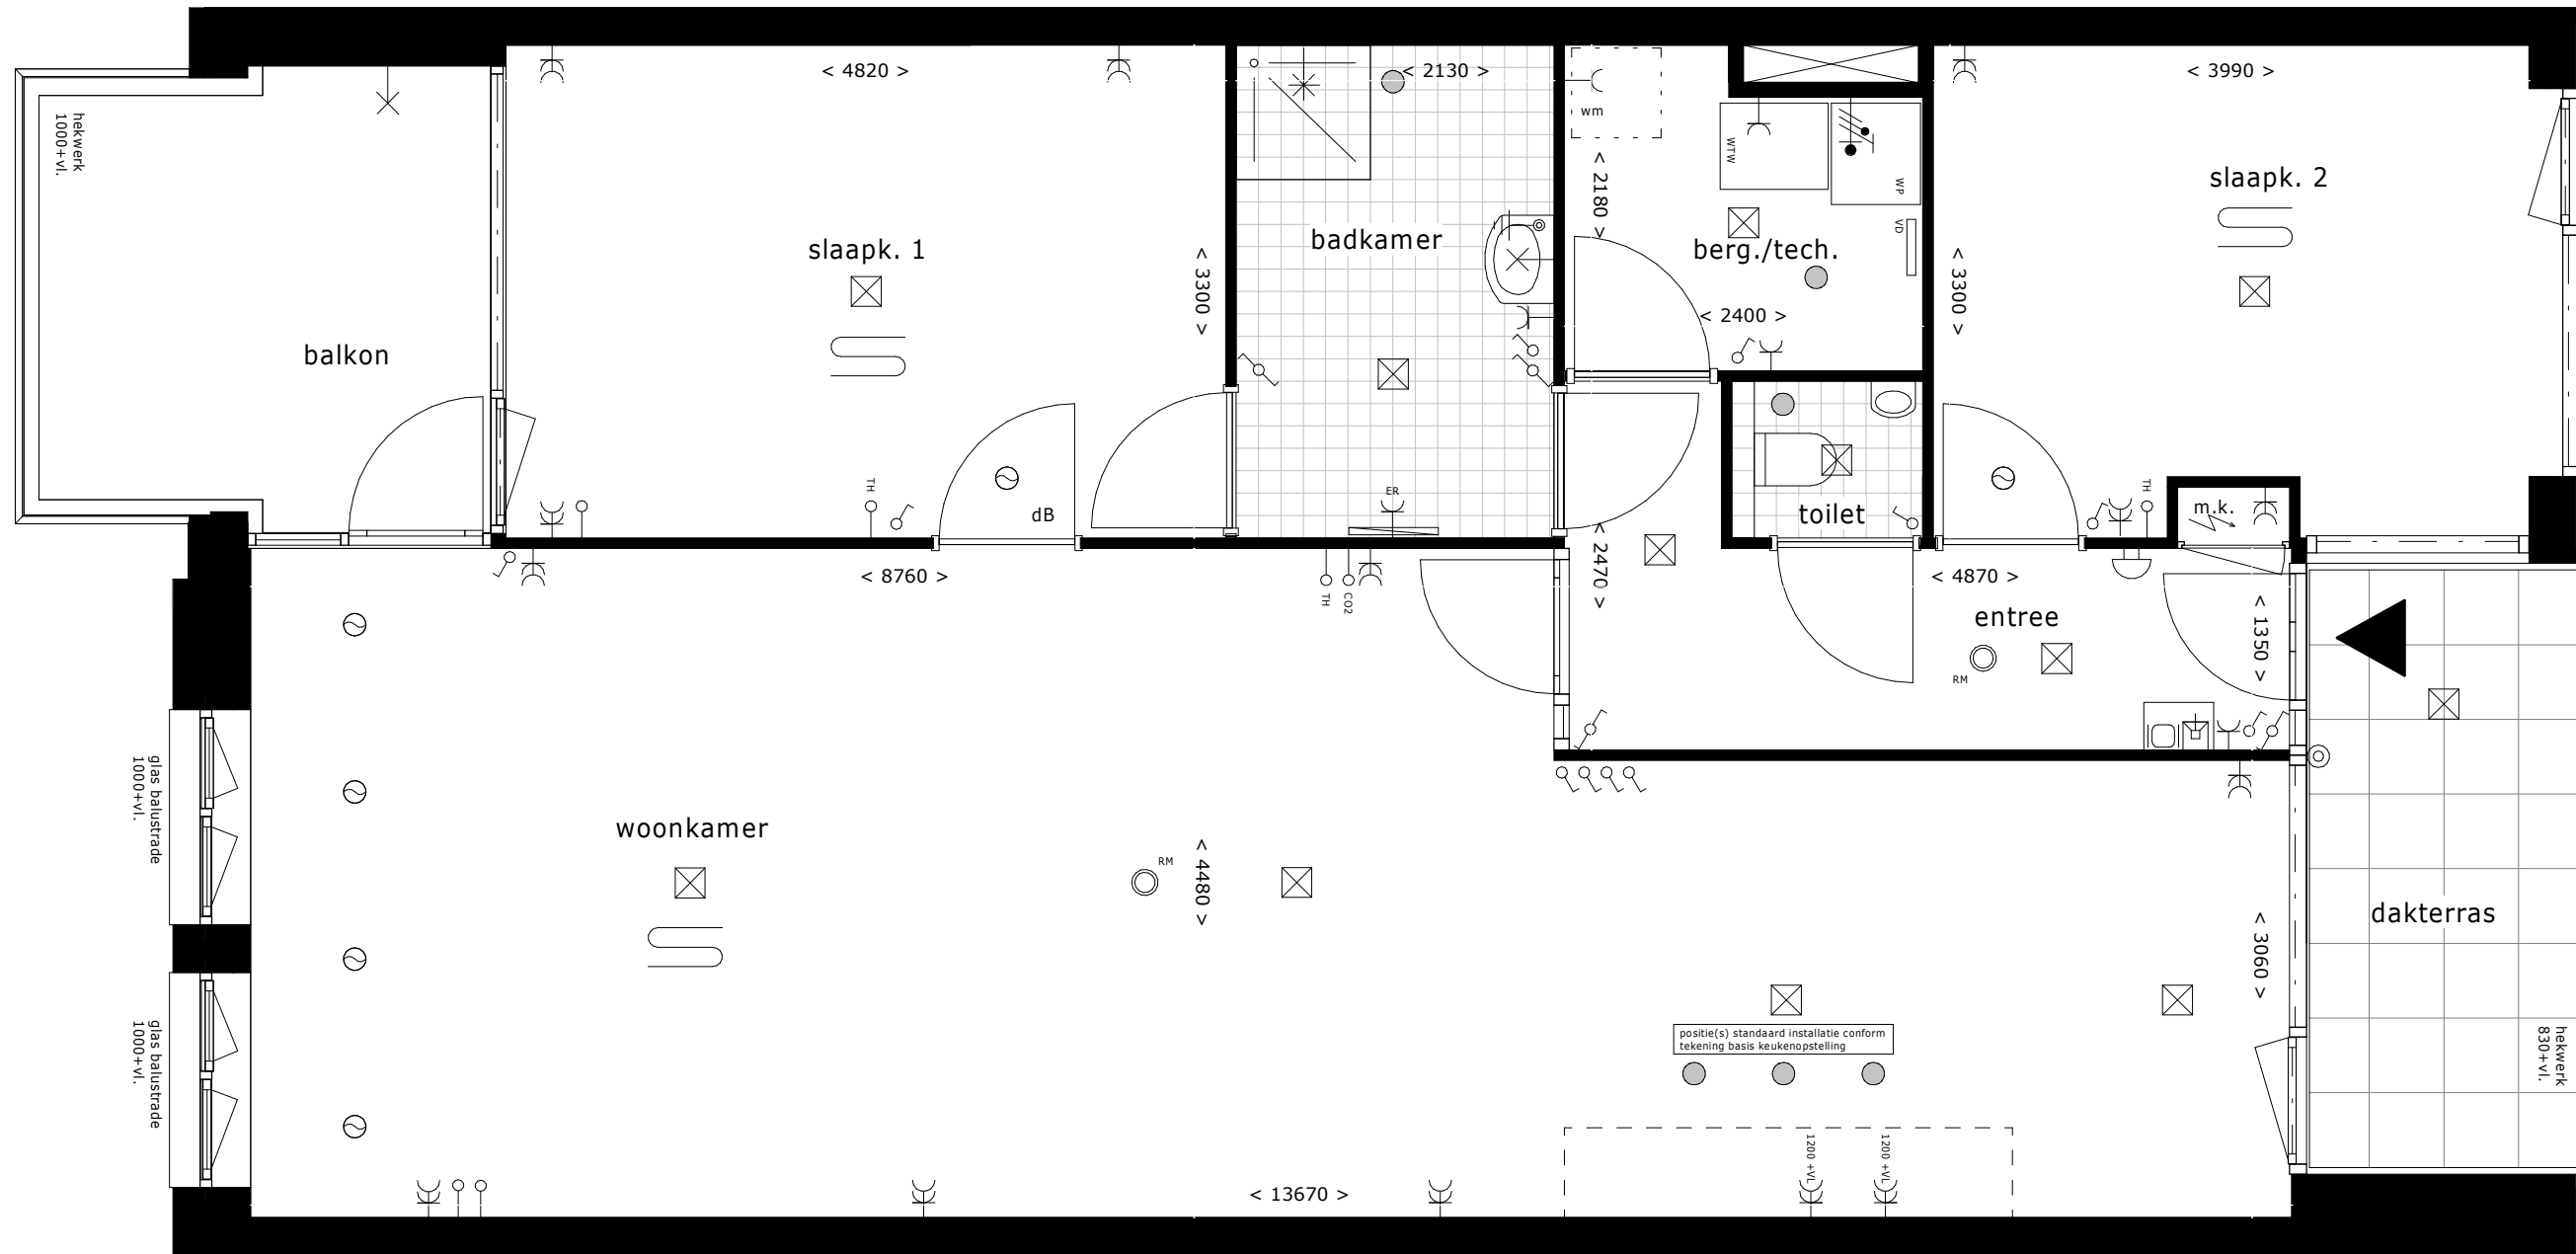 < 4820 >
< 2130 >
< 3990 >
hekwerk
1000+vl.
wm
WTW
WP
VD
< 2180 >
slaapk. 2
slaapk. 1
badkamer
berg./tech.
< 3300 >
< 3300 >
< 2400 >
balkon
TH
dB
ER
toilet
TH
m.k.
< 8760 >
TH
CO2
< 2470 >
< 4870 >
entree
RM
< 1350 >
glas balustrade
1000+vl.
woonkamer
RM
< 4480 >
dakterras
< 3060 >
glas balustrade
1000+vl.
positie(s) standaard installatie conform
tekening basis keukenopstelling
hekwerk
830+vl.
1200 +VL
1200 +VL
< 13670 >